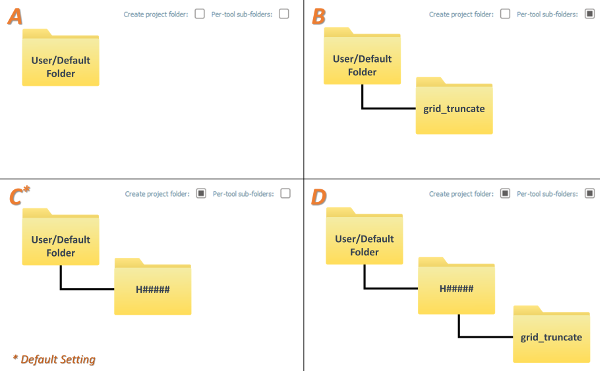 A
Create project folder:
Per-tool sub-folders:
User/Default
Folder
B
Create project folder:
Per-tool sub-folders:
User/Default
Folder
grid_truncate
C*
Create project folder:
Per-tool sub-folders:
User/Default
Folder
H#####
* Default Setting
D
Create project folder:
Per-tool sub-folders:
User/Default
Folder
H#####
grid_truncate